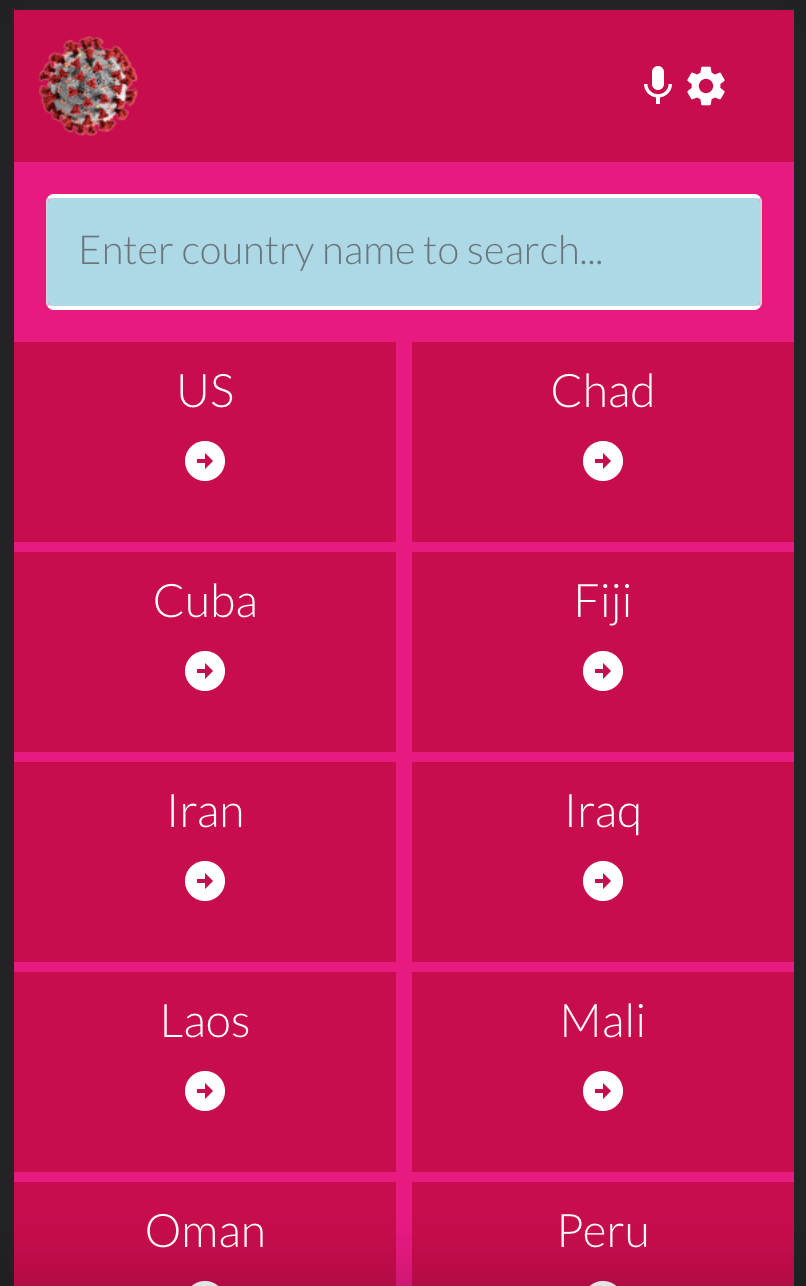 Enter country name to search...
US
Chad
Cuba
Fiji
Iran
Iraq
Laos
Mali
Oman
Peru